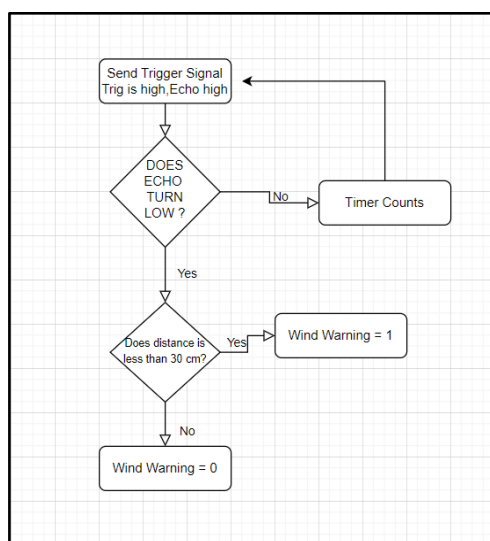 Send Trigger Signal
Trig is high,Echo high
DOES
ECHO
TURN
LOW ?
No
Timer Counts
Yes
Does distance is
less than 30 cm?
Yes
Wind Warning = 1
No
Wind Warning = 0